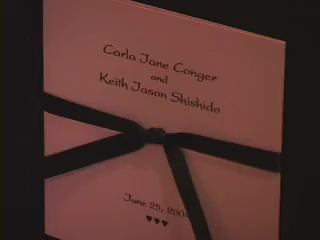 Carla Jane Conger
and
Keith Jason Shishido
June 25,
♥♥♥